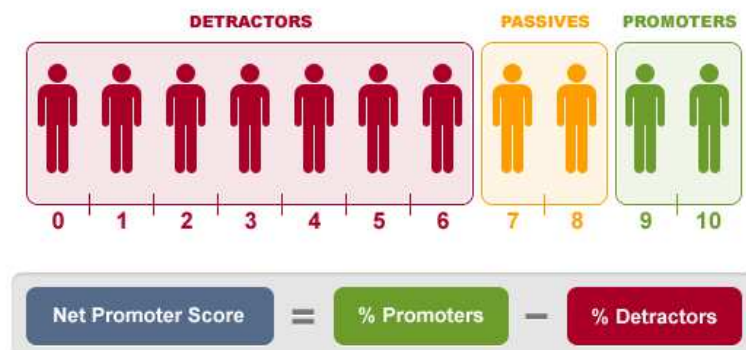 DETRACTORS PASSIVES PROMOTERS
0 1 2 3 4 5 6 7 8 9 10
Net Promoter Score = % Promoters – % Detractors